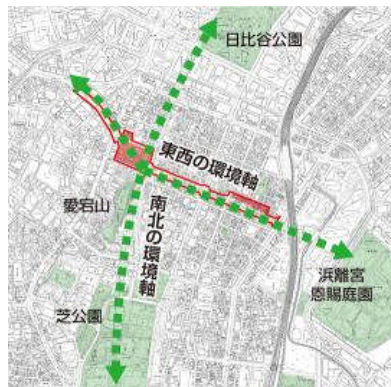 日比谷公園
東西の環境軸
愛宕山
南北の環境軸
浜離宮
恩賜庭園
芝公園